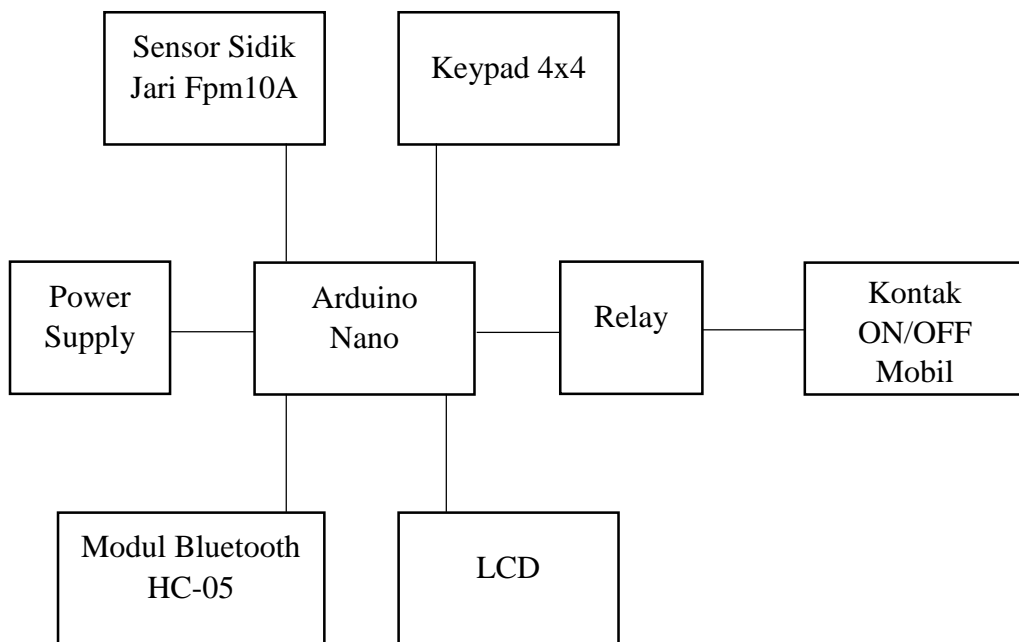 Sensor Sidik
Jari Fpm10A
Keypad 4x4
Power
Supply
Arduino
Nano
Relay
Kontak
ON/OFF
Mobil
Modul Bluetooth
HC-05
LCD